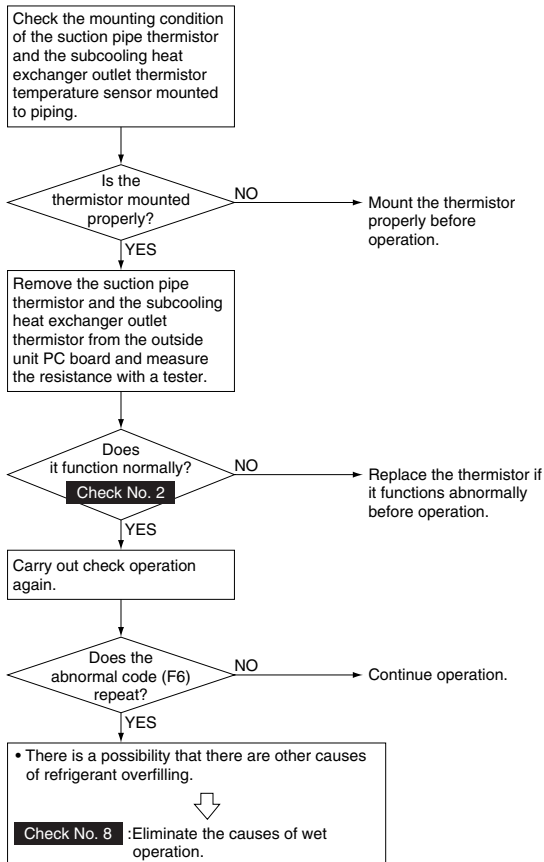 Check the mounting condition
of the suction pipe thermistor
and the subcooling heat
exchanger outlet thermistor
temperature sensor mounted
to piping.
Is the
thermistor mounted
properly?
NO
Mount the thermistor
properly before
operation.
YES
Remove the suction pipe
thermistor and the subcooling
heat exchanger outlet
thermistor from the outside
unit PC board and measure
the resistance with a tester.
Does
it function normally?
Check No. 2
NO
Replace the thermistor if
it functions abnormally
before operation.
YES
Carry out check operation
again.
Does the
abnormal code (F6)
repeat?
NO
Continue operation.
YES
• There is a possibility that there are other causes
of refrigerant overfilling.
Check No. 8 :Eliminate the causes of wet
operation.